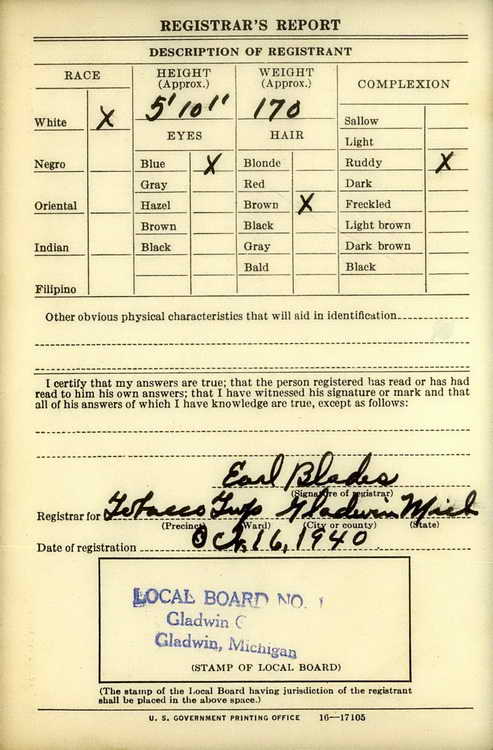 REGISTRAR'S REPORT
DESCRIPTION OF REGISTRANT
RACE
HEIGHT
(Approx.)
WEIGHT
(Approx.)
COMPLEXION
5' 10" 170
White X
EYES
HAIR
Sallow
Light
Negro
Blue X
Blonde
Ruddy X
Gray
Red
Dark
Oriental
Hazel
Brown X
Freckled
Brown
Black
Light brown
Indian
Black
Gray
Dark brown
Bald
Black
Filipino
Other obvious physical characteristics that will aid in identification
I certify that my answers are true; that the person registered has read or has had
read to him his own answers; that I have witnessed his signature or mark and that
all of his answers of which I have knowledge are true, except as follows:
Earl Blades
(Signature of registrar)
Registrar for Tobacco Twp Gladwin Mich
(Precinct) (Ward) (City or county) (State)
Date of registration Oct. 16, 1940
LOCAL BOARD NO. 1
Gladwin C
Gladwin, Michigan
(STAMP OF LOCAL BOARD)
(The stamp of the Local Board having jurisdiction of the registrant
shall be placed in the above space.)
U. S. GOVERNMENT PRINTING OFFICE 16—17105